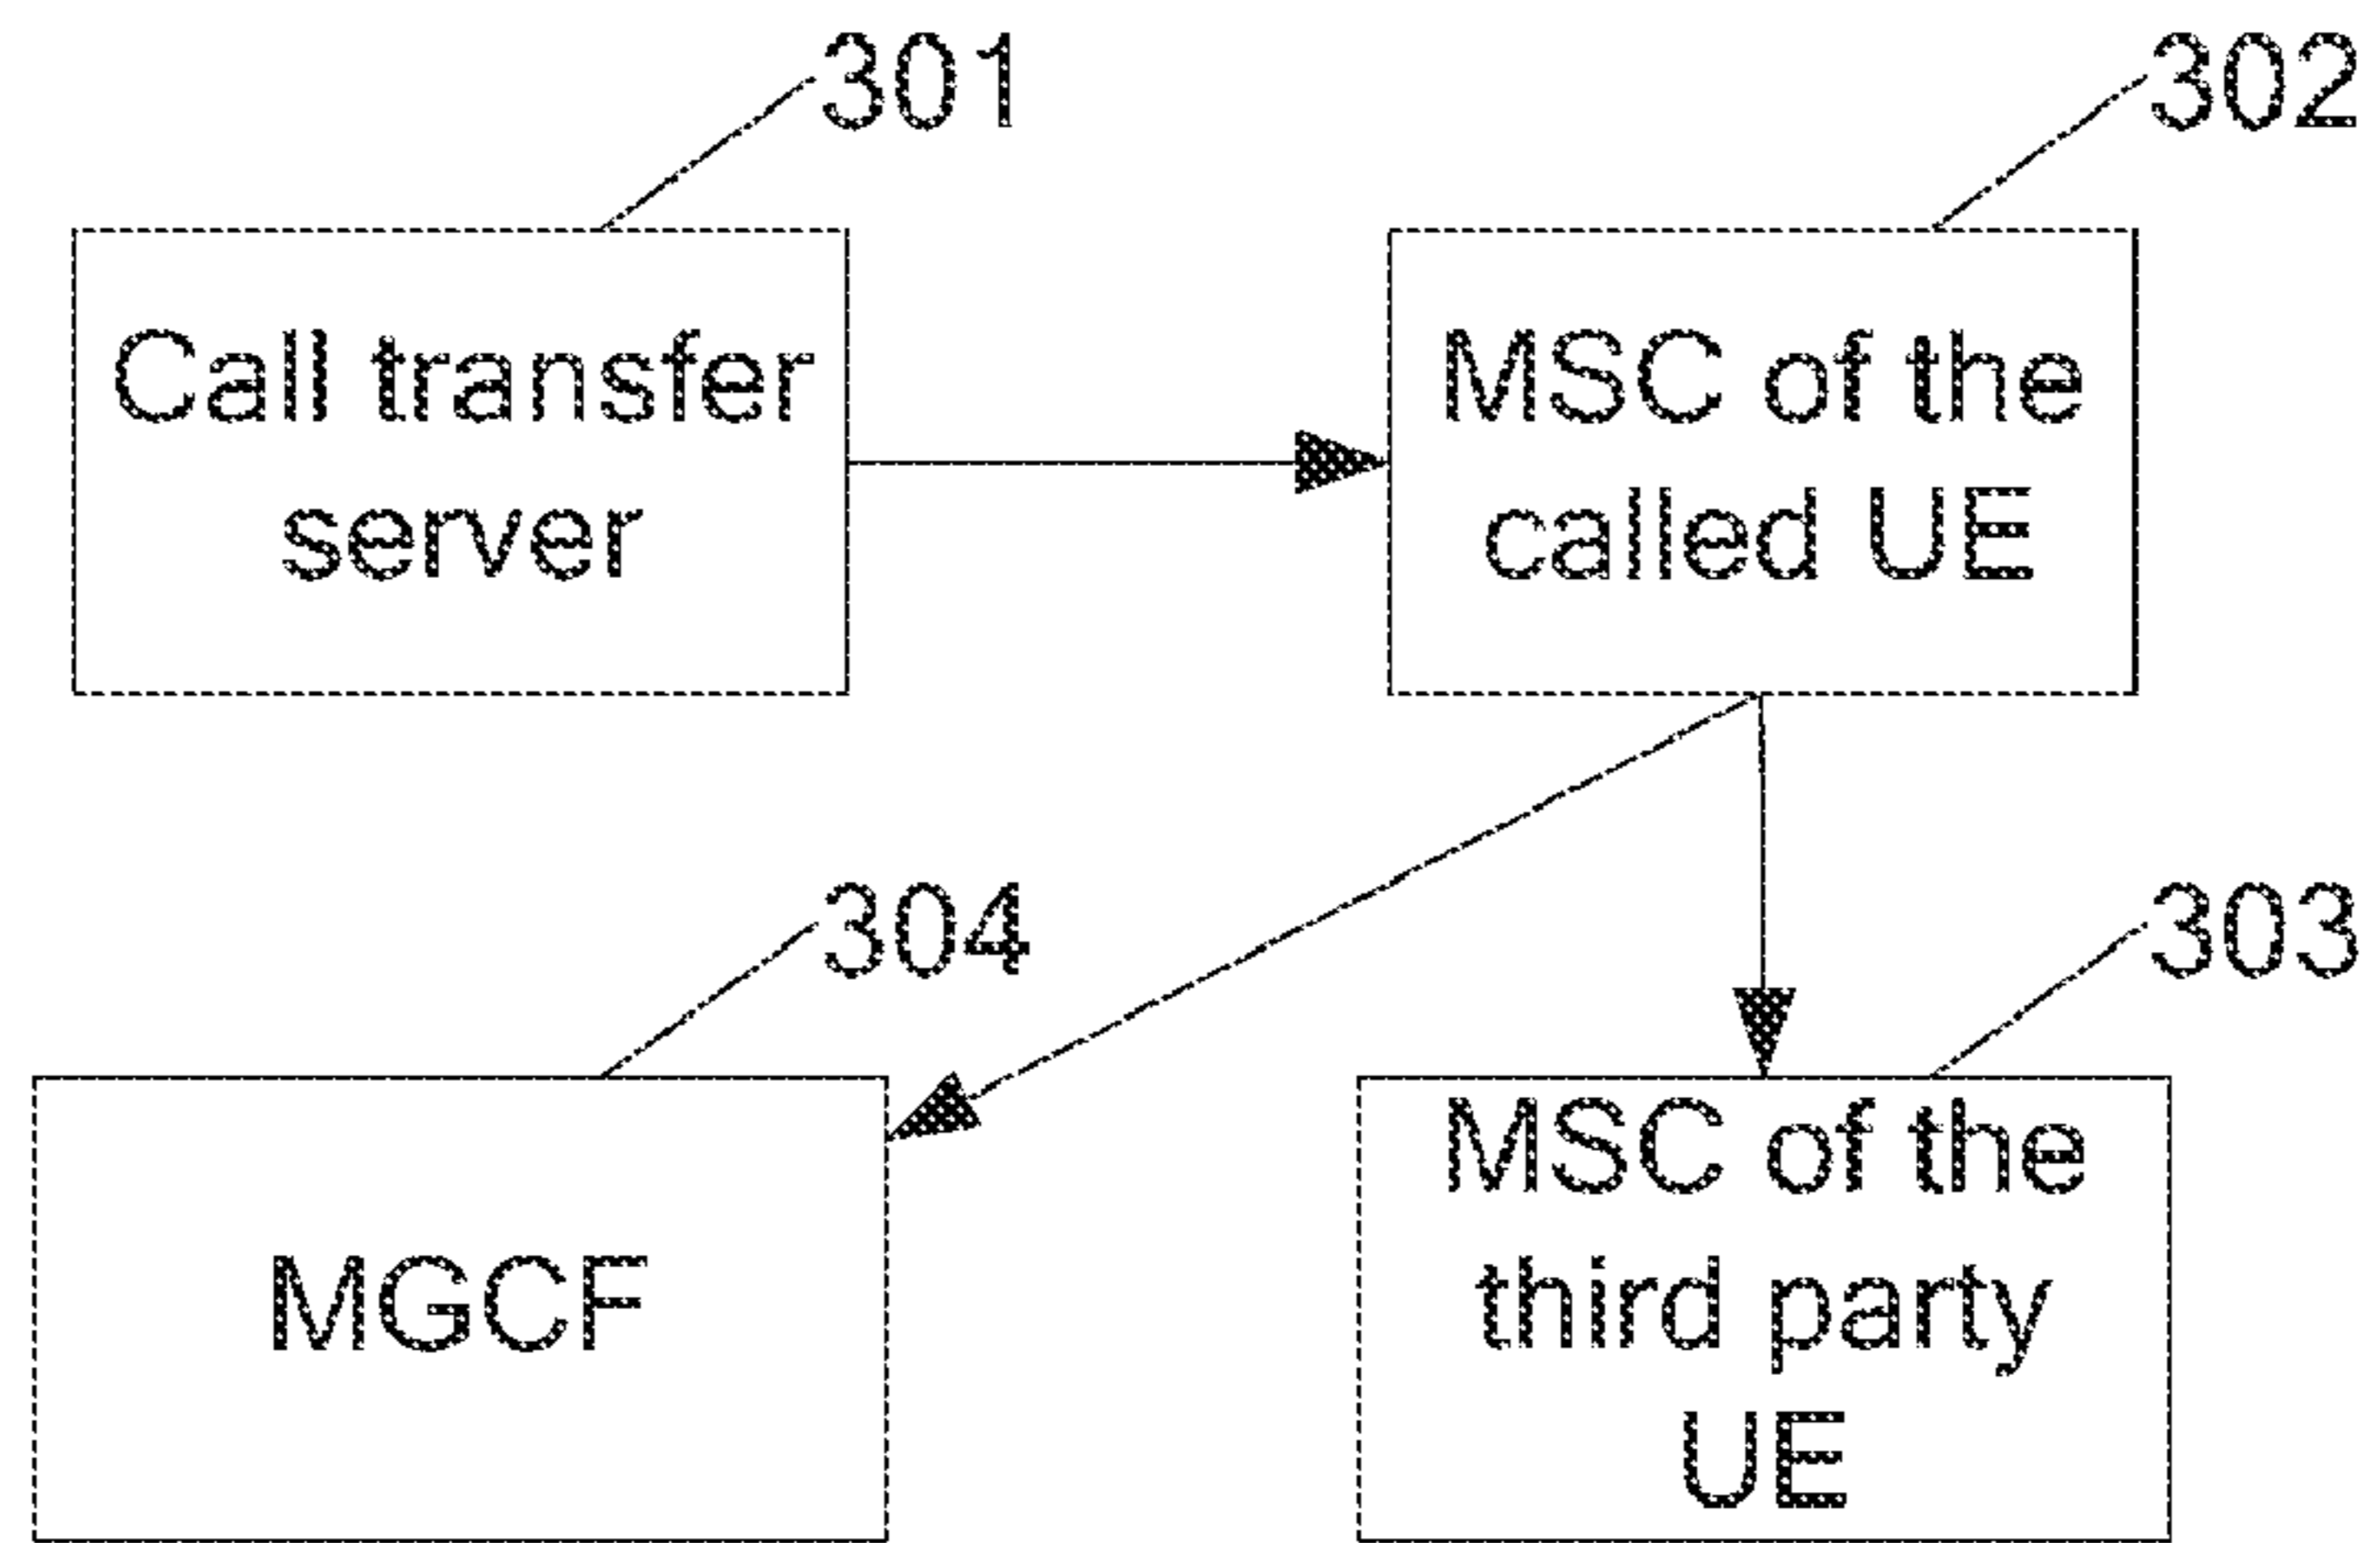 301
302
Call transfer
server
MSC of the
called UE
304
303
MGCF
MSC of the
third party
UE